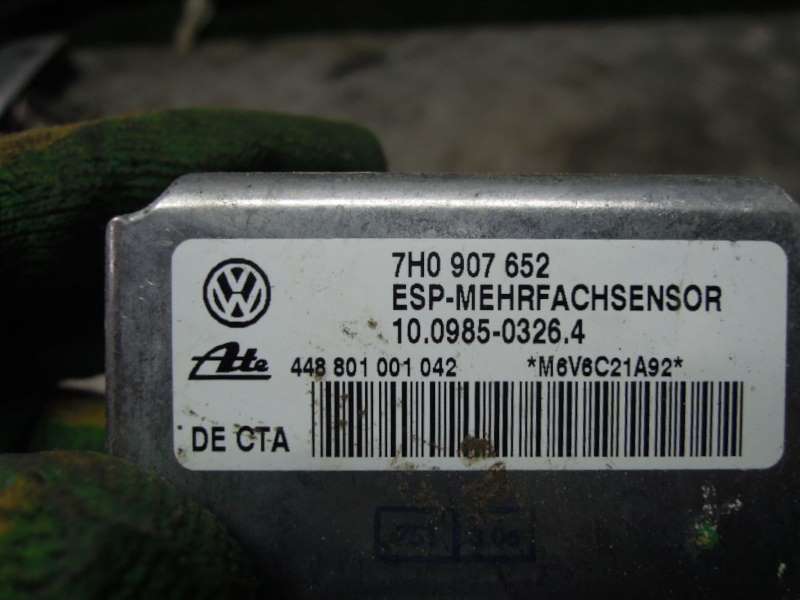 7H0 907 652
ESP-MEHRFACHSENSOR
10.0985-0326.4
Ate 448 801 001 042 *M6V6C21A92*
DE CTA